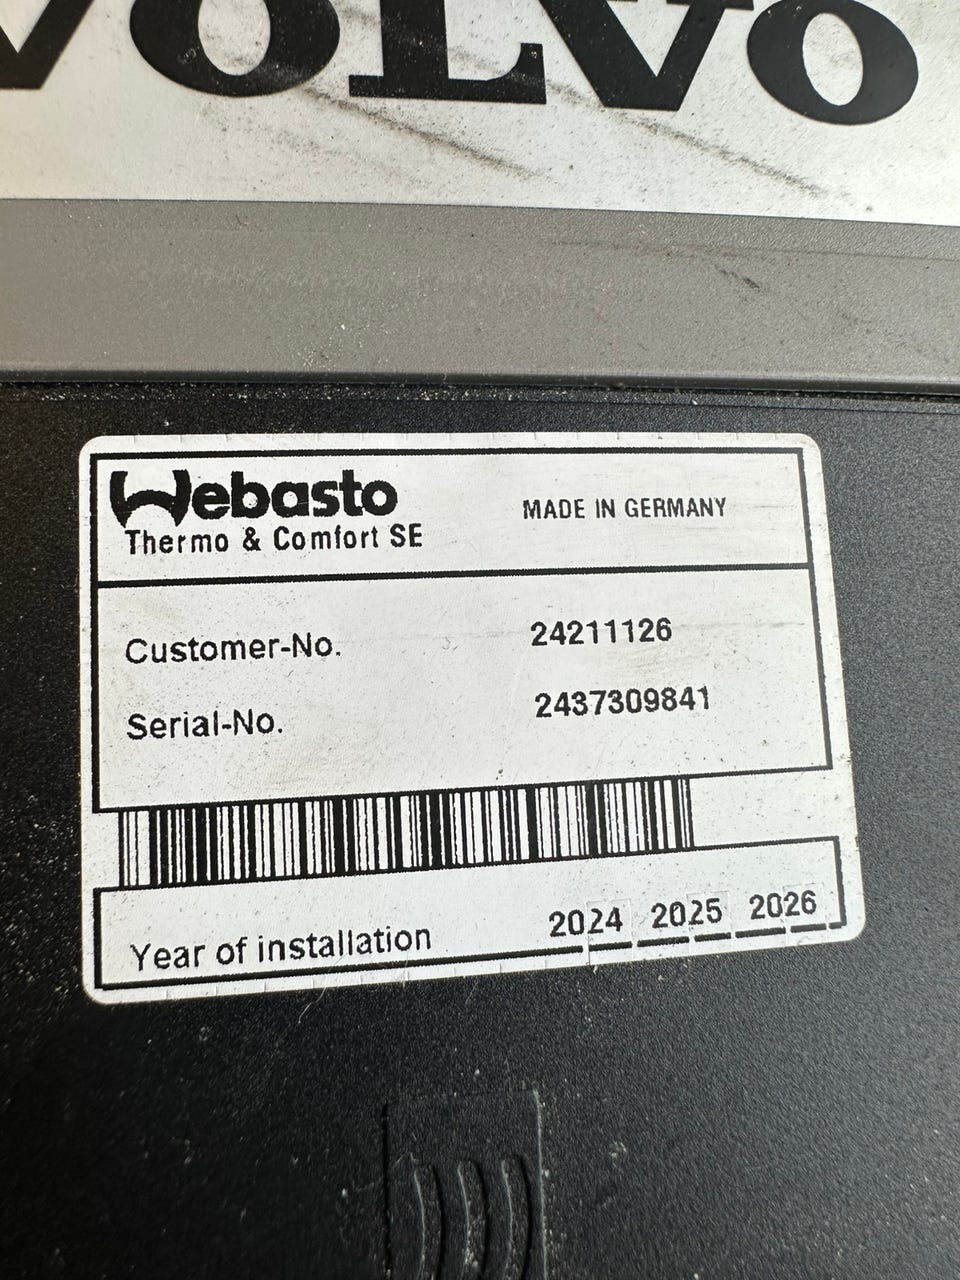 VOLVO
Webasto
Thermo & Comfort SE
MADE IN GERMANY
Customer-No. 24211126
Serial-No. 2437309841
Year of installation 2024 2025 2026